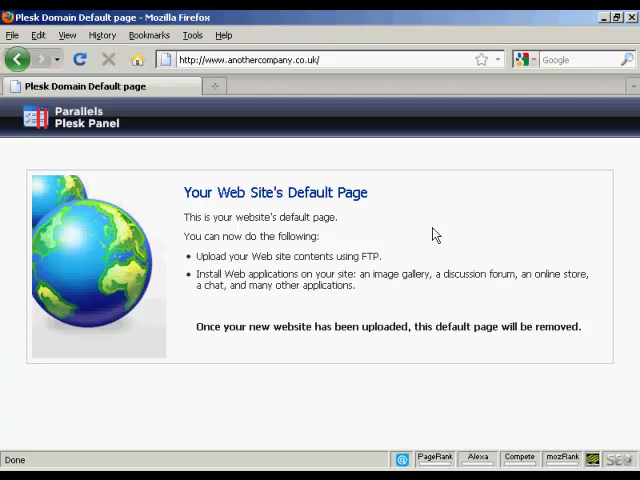 Plesk Domain Default page - Mozilla Firefox
File Edit View History Bookmarks Tools Help
http://www.anothercompany.co.uk/ Google
Plesk Domain Default page
Parallels
Plesk Panel
Your Web Site's Default Page
This is your website's default page.
You can now do the following:
Upload your Web site contents using FTP.
Install Web applications on your site: an image gallery, a discussion forum, an online store,
a chat, and many other applications.
Once your new website has been uploaded, this default page will be removed.
Done PageRank Alexa Compete mozRank SEO